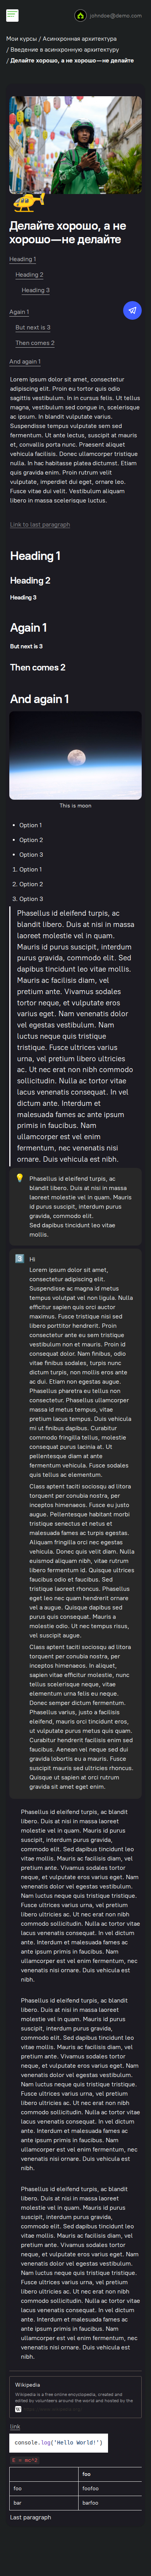 johndoe@demo.com
Мои курсы / Асинхронная архитектура
/ Введение в асинхронную архитектуру
/ Делайте хорошо, а не хорошо — не делайте
Делайте хорошо, а не
хорошо — не делайте
Heading 1
Heading 2
Heading 3
Again 1
But next is 3
Then comes 2
And again 1
Lorem ipsum dolor sit amet, consectetur
adipiscing elit. Proin eu tortor quis odio
sagittis vestibulum. In in cursus felis. Ut tellus
magna, vestibulum sed congue in, scelerisque
ac ipsum. In blandit vulputate varius.
Suspendisse tempus vulputate sem sed
fermentum. Ut ante lectus, suscipit at mauris
et, convallis porta nunc. Praesent aliquet
vehicula facilisis. Donec ullamcorper tristique
nulla. In hac habitasse platea dictumst. Etiam
quis gravida enim. Proin rutrum velit
vulputate, imperdiet dui eget, ornare leo.
Fusce vitae dui velit. Vestibulum aliquam
libero in massa scelerisque luctus.
Link to last paragraph
Heading 1
Heading 2
Heading 3
Again 1
But next is 3
Then comes 2
And again 1
This is moon
• Option 1
• Option 2
• Option 3
1. Option 1
2. Option 2
3. Option 3
Phasellus id eleifend turpis, ac
blandit libero. Duis at nisi in massa
laoreet molestie vel in quam.
Mauris id purus suscipit, interdum
purus gravida, commodo elit. Sed
dapibus tincidunt leo vitae mollis.
Mauris ac facilisis diam, vel
pretium ante. Vivamus sodales
tortor neque, et vulputate eros
varius eget. Nam venenatis dolor
vel egestas vestibulum. Nam
luctus neque quis tristique
tristique. Fusce ultrices varius
urna, vel pretium libero ultricies
ac. Ut nec erat non nibh commodo
sollicitudin. Nulla ac tortor vitae
lacus venenatis consequat. In vel
dictum ante. Interdum et
malesuada fames ac ante ipsum
primis in faucibus. Nam
ullamcorper est vel enim
fermentum, nec venenatis nisi
ornare. Duis vehicula est nibh.
Phasellus id eleifend turpis, ac
blandit libero. Duis at nisi in massa
laoreet molestie vel in quam. Mauris
id purus suscipit, interdum purus
gravida, commodo elit.
Sed dapibus tincidunt leo vitae
mollis.
Hi
Lorem ipsum dolor sit amet,
consectetur adipiscing elit.
Suspendisse ac magna id metus
tempus volutpat vel non ligula. Nulla
efficitur sapien quis orci auctor
maximus. Fusce tristique nisi sed
libero porttitor hendrerit. Proin
consectetur ante eu sem tristique
vestibulum non et mauris. Proin id
consequat dolor. Nam finibus, odio
vitae finibus sodales, turpis nunc
dictum turpis, non mollis eros ante
ac dui. Etiam non egestas augue.
Phasellus pharetra eu tellus non
consectetur. Phasellus ullamcorper
massa id metus tempus, vitae
pretium lacus tempus. Duis vehicula
mi ut finibus dapibus. Curabitur
commodo fringilla tellus, molestie
consequat purus lacinia at. Ut
pellentesque diam at ante
fermentum vehicula. Fusce sodales
quis tellus ac elementum.
Class aptent taciti sociosqu ad litora
torquent per conubia nostra, per
inceptos himenaeos. Fusce eu justo
augue. Pellentesque habitant morbi
tristique senectus et netus et
malesuada fames ac turpis egestas.
Aliquam fringilla orci nec egestas
vehicula. Donec quis velit diam. Nulla
euismod aliquam nibh, vitae rutrum
libero fermentum id. Quisque ultrices
faucibus odio et faucibus. Sed
tristique laoreet rhoncus. Phasellus
eget leo nec quam hendrerit ornare
vel a augue. Quisque dapibus sed
purus quis consequat. Mauris a
molestie odio. Ut nec tempus risus,
vel suscipit augue.
Class aptent taciti sociosqu ad litora
torquent per conubia nostra, per
inceptos himenaeos. In aliquet,
sapien vitae efficitur molestie, nunc
tellus scelerisque neque, vitae
elementum urna felis eu neque.
Donec semper dictum fermentum.
Phasellus varius, justo a facilisis
eleifend, mauris orci tincidunt eros,
ut vulputate purus metus quis quam.
Curabitur hendrerit facilisis enim sed
faucibus. Aenean vel neque sed dui
gravida lobortis eu a mauris. Fusce
suscipit mauris sed ultricies rhoncus.
Quisque ut sapien at orci rutrum
gravida sit amet eget enim.
Phasellus id eleifend turpis, ac blandit
libero. Duis at nisi in massa laoreet
molestie vel in quam. Mauris id purus
suscipit, interdum purus gravida,
commodo elit. Sed dapibus tincidunt leo
vitae mollis. Mauris ac facilisis diam, vel
pretium ante. Vivamus sodales tortor
neque, et vulputate eros varius eget. Nam
venenatis dolor vel egestas vestibulum.
Nam luctus neque quis tristique tristique.
Fusce ultrices varius urna, vel pretium
libero ultricies ac. Ut nec erat non nibh
commodo sollicitudin. Nulla ac tortor vitae
lacus venenatis consequat. In vel dictum
ante. Interdum et malesuada fames ac
ante ipsum primis in faucibus. Nam
ullamcorper est vel enim fermentum, nec
venenatis nisi ornare. Duis vehicula est
nibh.
Phasellus id eleifend turpis, ac blandit
libero. Duis at nisi in massa laoreet
molestie vel in quam. Mauris id purus
suscipit, interdum purus gravida,
commodo elit. Sed dapibus tincidunt leo
vitae mollis. Mauris ac facilisis diam, vel
pretium ante. Vivamus sodales tortor
neque, et vulputate eros varius eget. Nam
venenatis dolor vel egestas vestibulum.
Nam luctus neque quis tristique tristique.
Fusce ultrices varius urna, vel pretium
libero ultricies ac. Ut nec erat non nibh
commodo sollicitudin. Nulla ac tortor vitae
lacus venenatis consequat. In vel dictum
ante. Interdum et malesuada fames ac
ante ipsum primis in faucibus. Nam
ullamcorper est vel enim fermentum, nec
venenatis nisi ornare. Duis vehicula est
nibh.
Phasellus id eleifend turpis, ac blandit
libero. Duis at nisi in massa laoreet
molestie vel in quam. Mauris id purus
suscipit, interdum purus gravida,
commodo elit. Sed dapibus tincidunt leo
vitae mollis. Mauris ac facilisis diam, vel
pretium ante. Vivamus sodales tortor
neque, et vulputate eros varius eget. Nam
venenatis dolor vel egestas vestibulum.
Nam luctus neque quis tristique tristique.
Fusce ultrices varius urna, vel pretium
libero ultricies ac. Ut nec erat non nibh
commodo sollicitudin. Nulla ac tortor vitae
lacus venenatis consequat. In vel dictum
ante. Interdum et malesuada fames ac
ante ipsum primis in faucibus. Nam
ullamcorper est vel enim fermentum, nec
venenatis nisi ornare. Duis vehicula est
nibh.
Wikipedia
Wikipedia is a free online encyclopedia, created and
edited by volunteers around the world and hosted by the
link
console.log('Hello World!')
E = mc^2
foo
foo foofoo
bar barfoo
Last paragraph